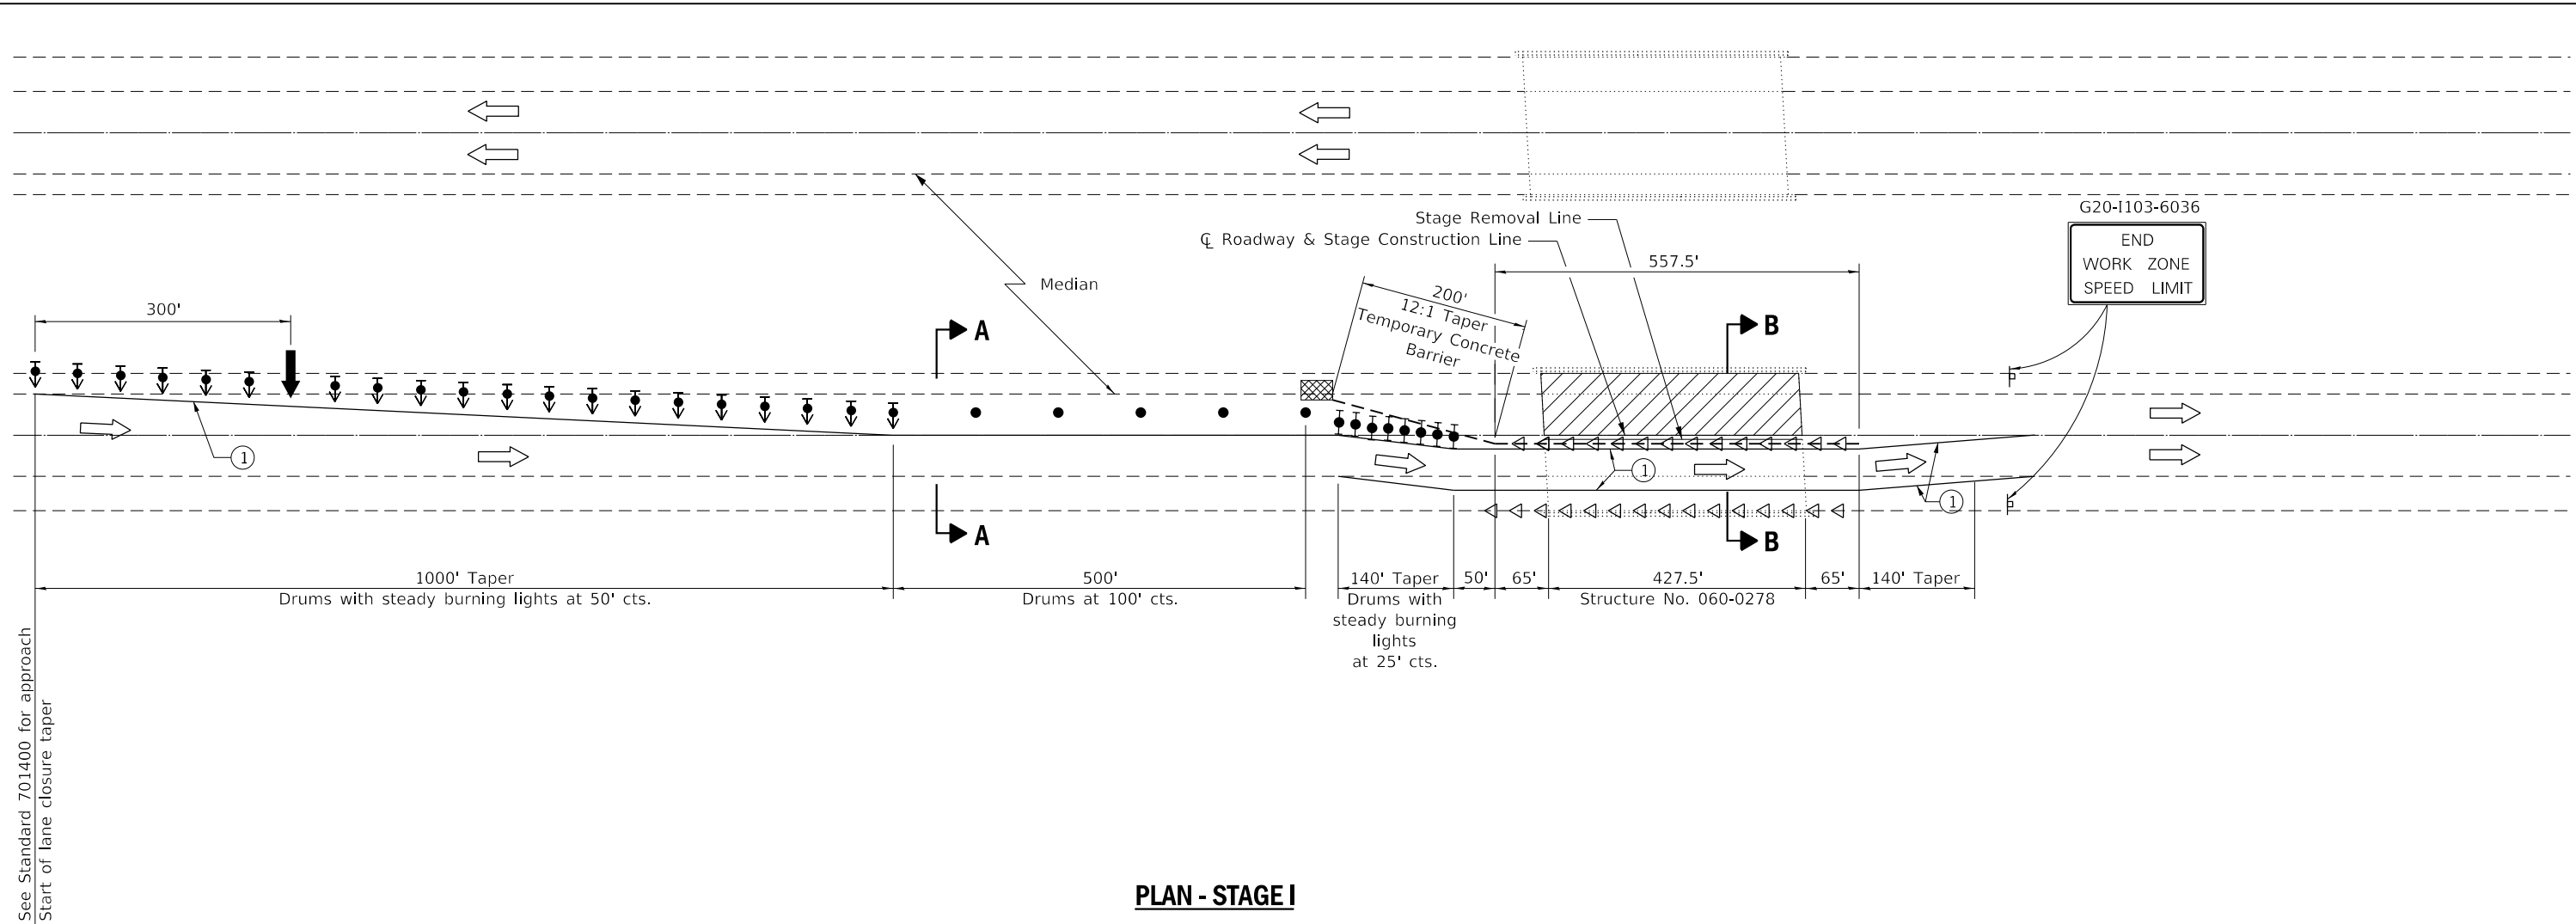 G20-I103-6036
END
WORK ZONE
SPEED LIMIT
Stage Removal Line
℄ Roadway & Stage Construction Line
557.5'
Median
200'
12:1 Taper
Temporary Concrete
Barrier
300'
A
B
1
1
1
A
B
1000' Taper
Drums with steady burning lights at 50' cts.
500'
Drums at 100' cts.
140' Taper
Drums with
steady burning
lights
at 25' cts.
50'
65'
427.5'
Structure No. 060-0278
65'
140' Taper
See Standard 701400 for approach
Start of lane closure taper
PLAN - STAGE I